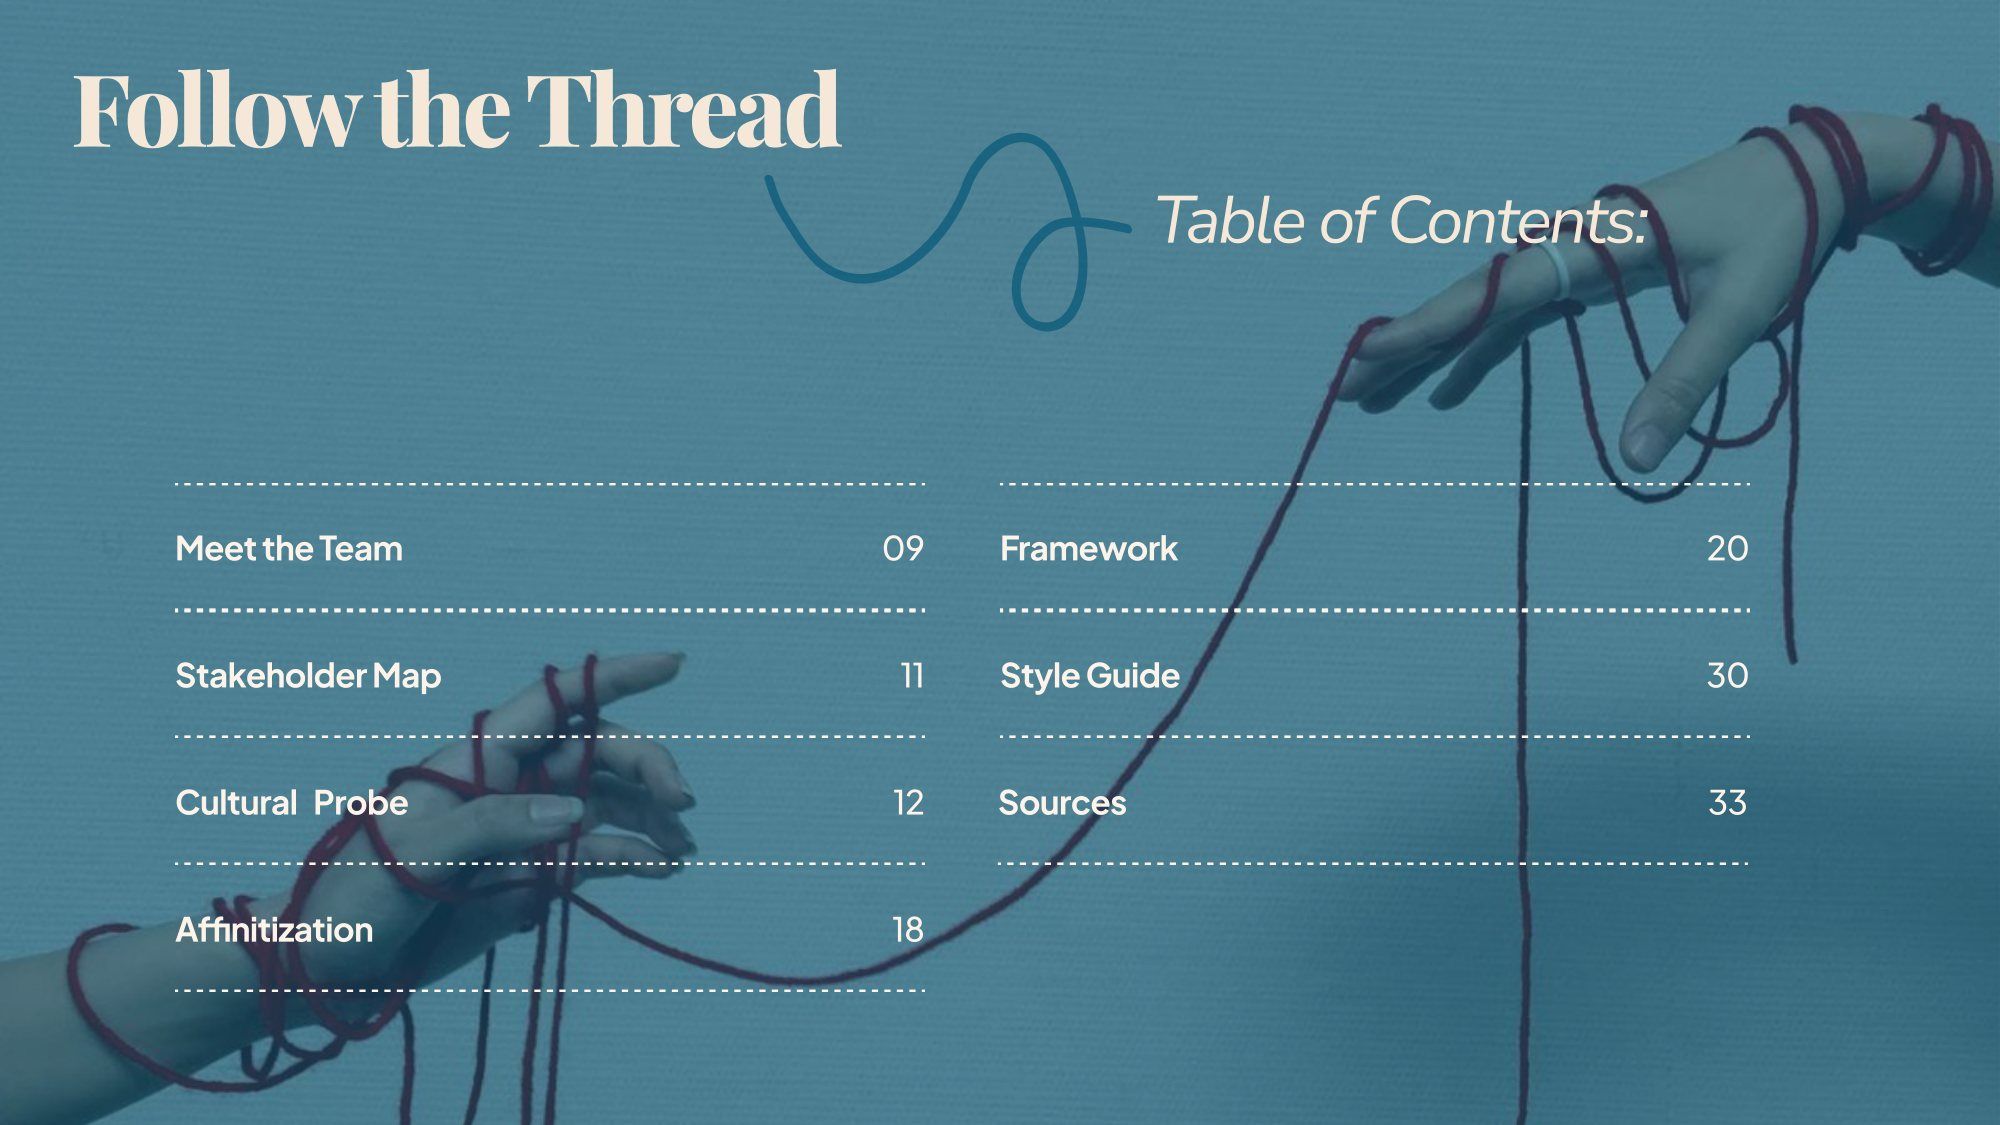 Follow the Thread
Table of Contents:
Meet the Team 09
Stakeholder Map 11
Cultural Probe 12
Affinitization 18
Framework 20
Style Guide 30
Sources 33